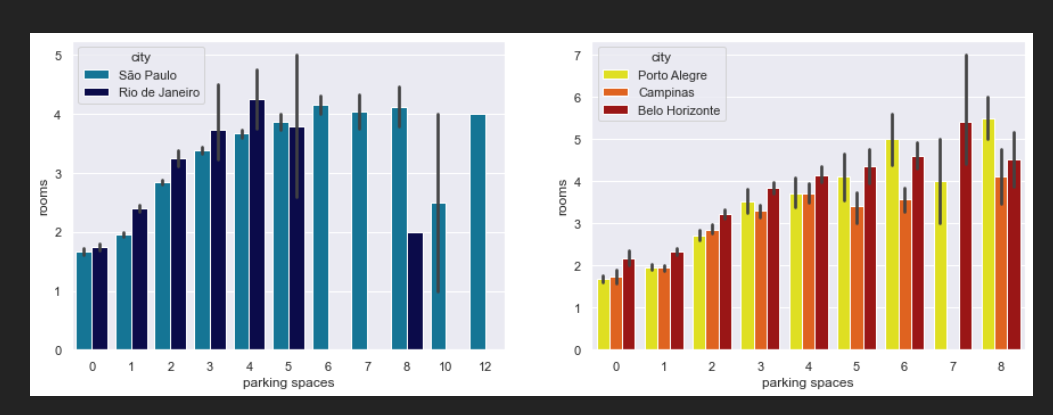 city
São Paulo
Rio de Janeiro
5
4
3
2
1
0
rooms
0 1 2 3 4 5 6 7 8 10 12
parking spaces
city
Porto Alegre
Campinas
Belo Horizonte
7
6
5
4
3
2
1
0
rooms
0 1 2 3 4 5 6 7 8
parking spaces